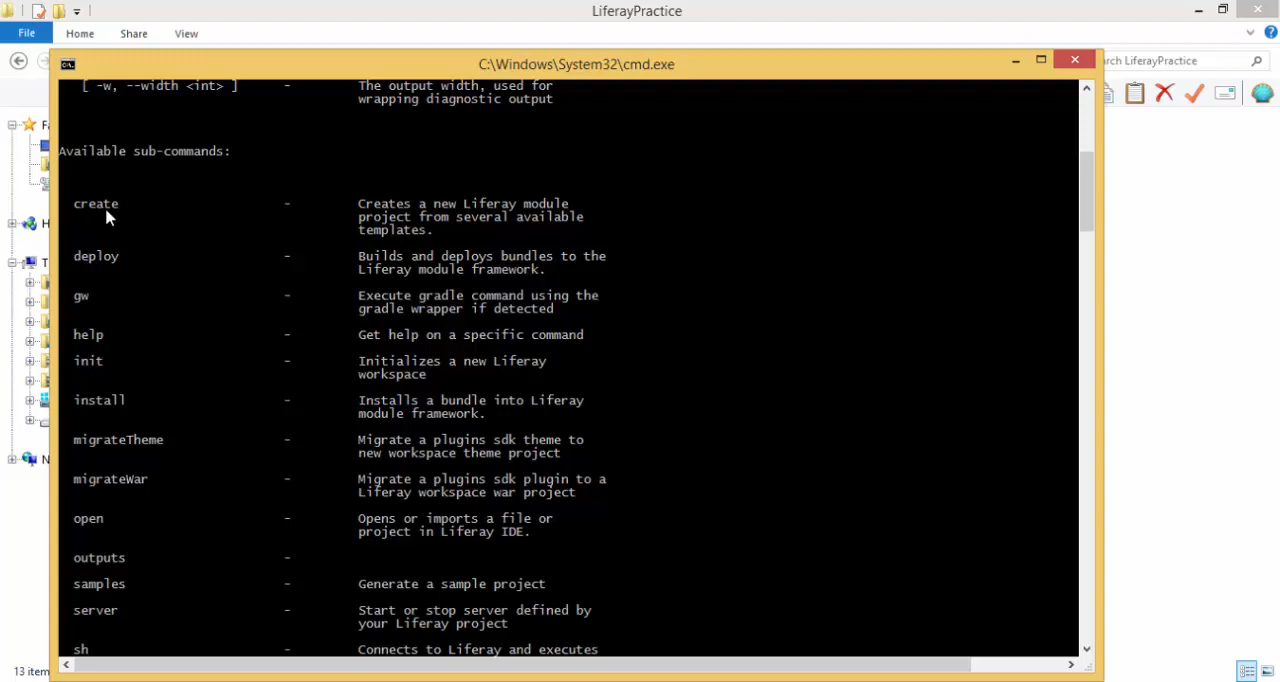 LiferayPractice
File Home Share View
C:\Windows\System32\cmd.exe
rch LiferayPractice
[ -w, --width <int> ] - The output width, used for
wrapping diagnostic output
Available sub-commands:
create - Creates a new Liferay module
project from several available
templates.
deploy - Builds and deploys bundles to the
Liferay module framework.
gw - Execute gradle command using the
gradle wrapper if detected
help - Get help on a specific command
init - Initializes a new Liferay
workspace
install - Installs a bundle into Liferay
module framework.
migrateTheme - Migrate a plugins sdk theme to
new workspace theme project
migrateWar - Migrate a plugins sdk plugin to a
Liferay workspace war project
open - Opens or imports a file or
project in Liferay IDE.
outputs -
samples - Generate a sample project
server - Start or stop server defined by
your Liferay project
sh - Connects to Liferay and executes
13 item